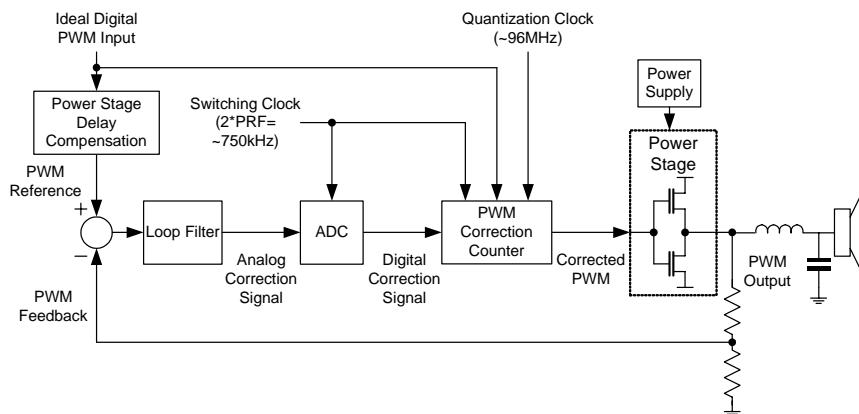 Ideal Digital
PWM Input
Quantization Clock
(~96MHz)
Power
Supply
Switching Clock
(2*PRF=
~750kHz)
Power Stage
Delay
Compensation
Power
Stage
PWM
Reference
+
Loop Filter
ADC
PWM
Correction
Counter
−
Analog
Correction
Signal
Digital
Correction
Signal
Corrected
PWM
PWM
Output
PWM
Feedback